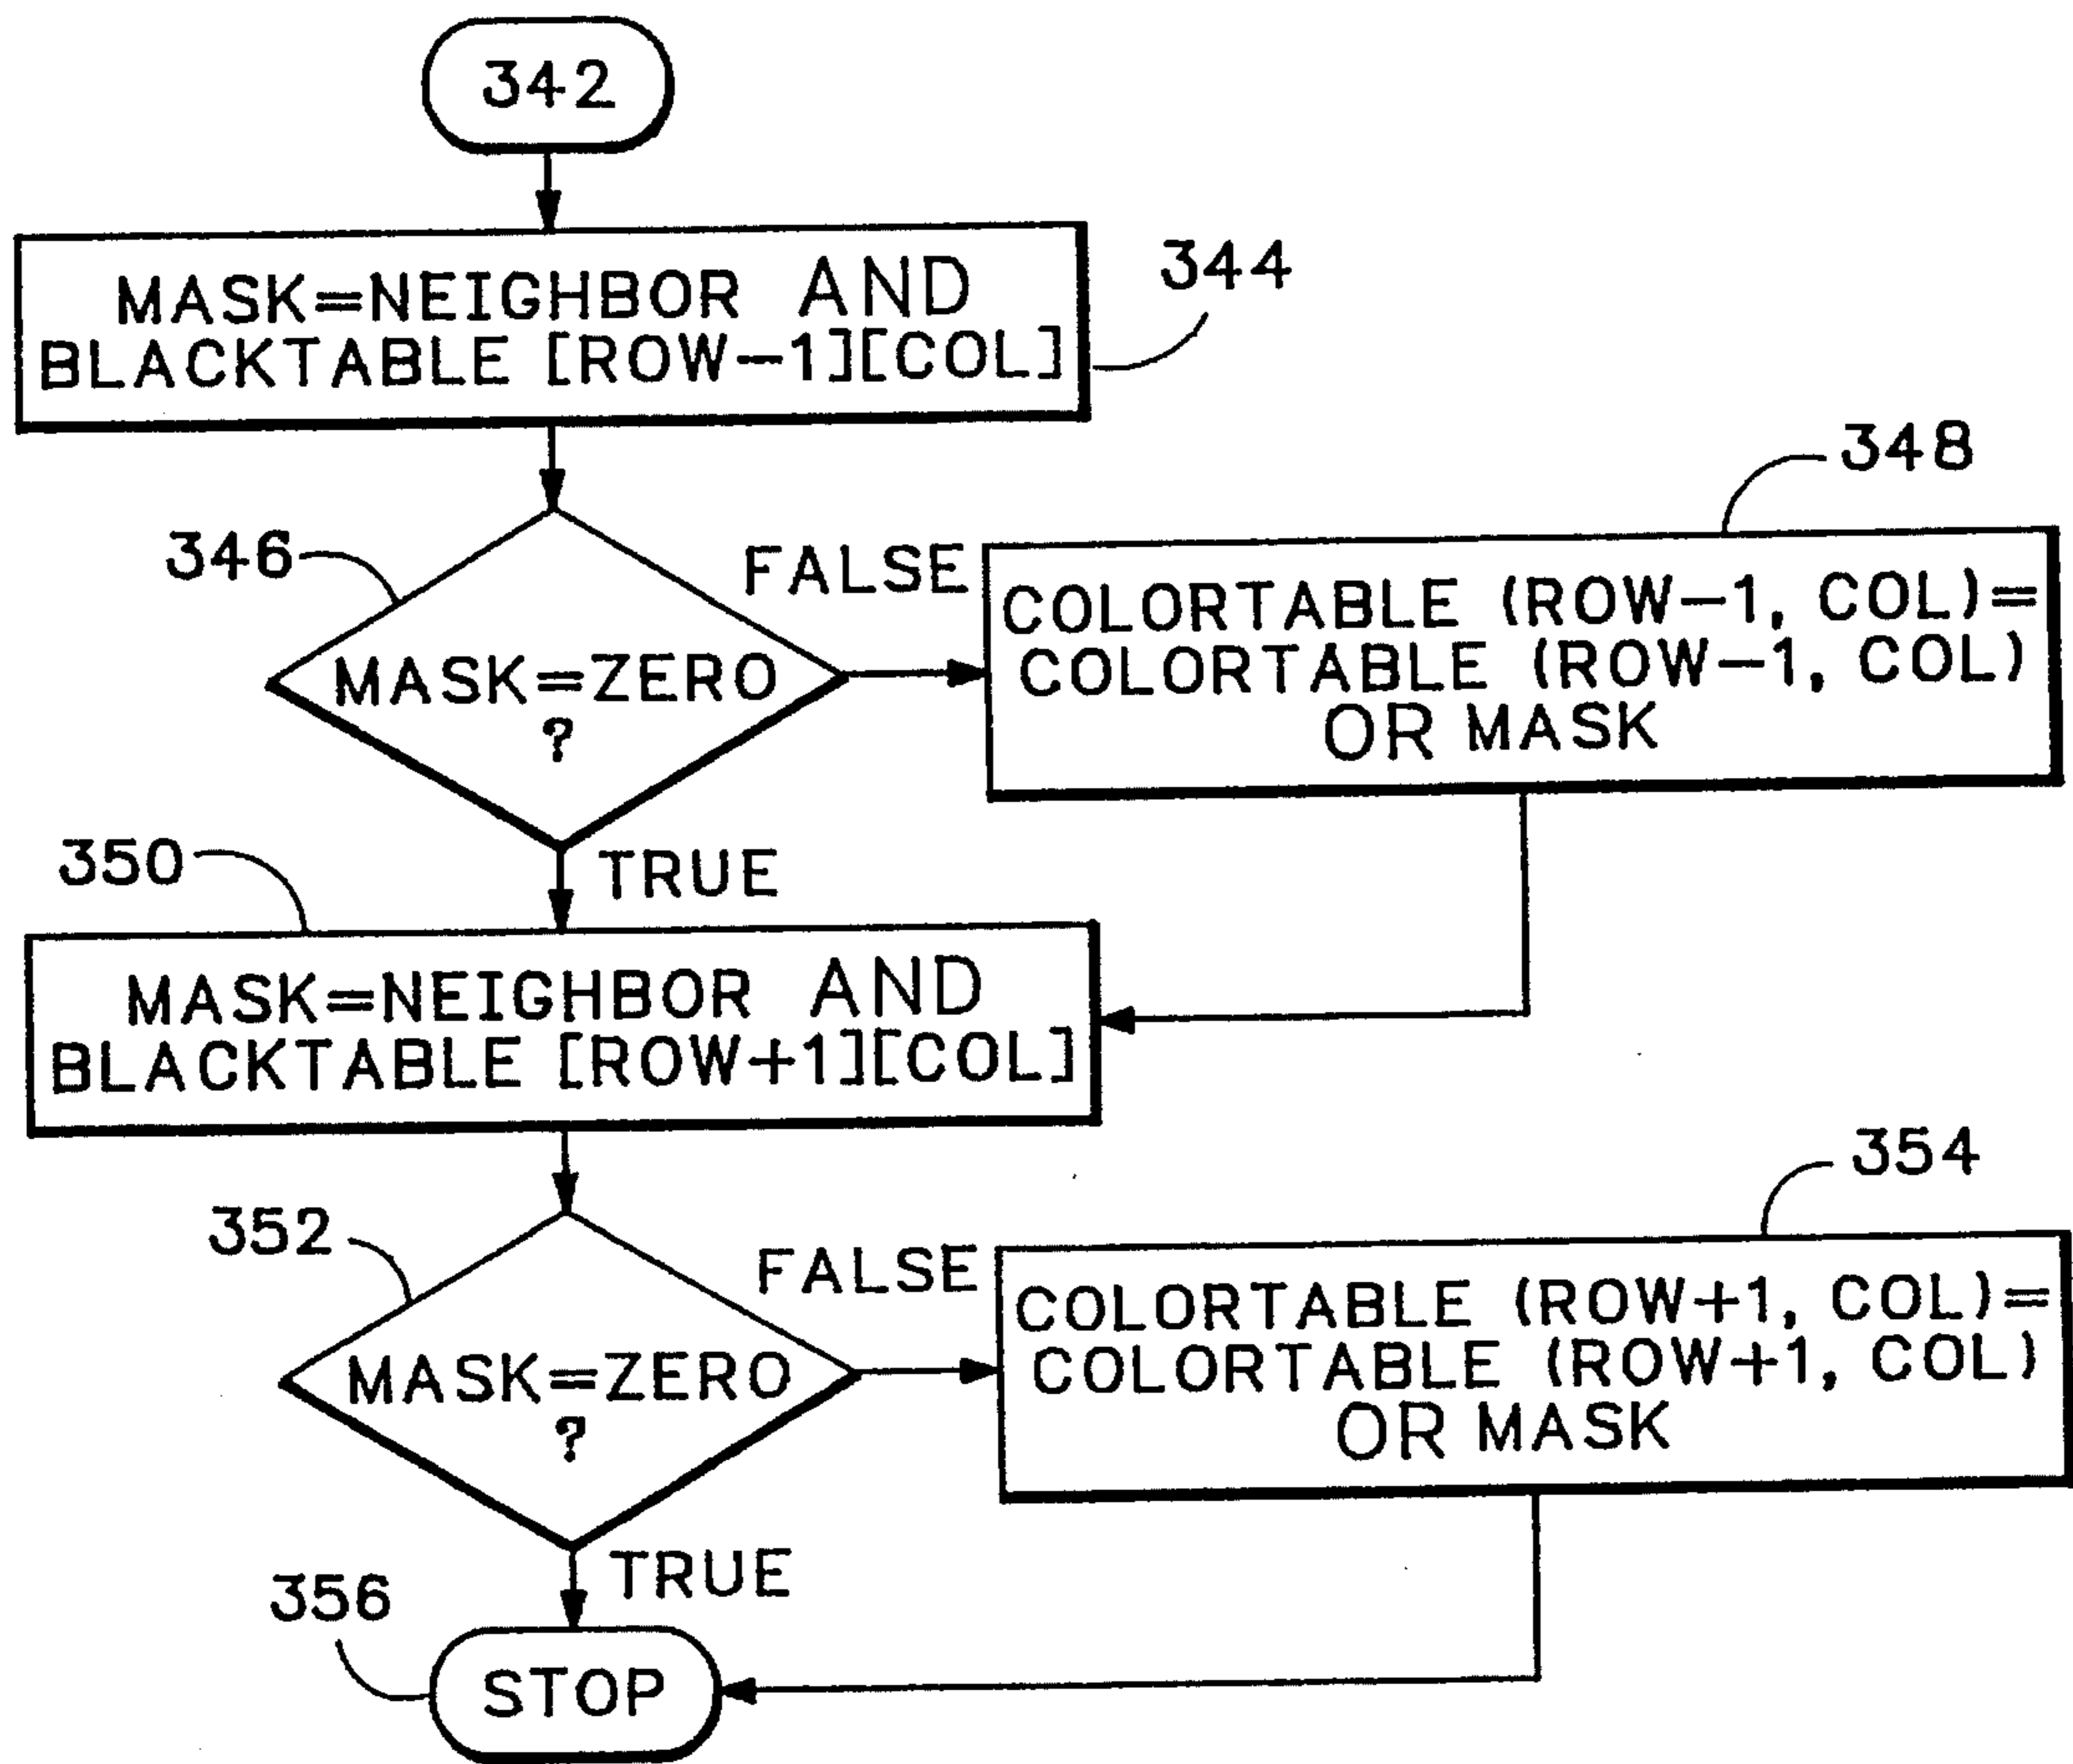 342
MASK=NEIGHBOR AND
BLACKTABLE [ROW-1][COL]
344
346
MASK=ZERO
?
FALSE
348
COLORTABLE (ROW-1, COL)=
COLORTABLE (ROW-1, COL)
OR MASK
TRUE
350
MASK=NEIGHBOR AND
BLACKTABLE [ROW+1][COL]
352
MASK=ZERO
?
FALSE
354
COLORTABLE (ROW+1, COL)=
COLORTABLE (ROW+1, COL)
OR MASK
TRUE
356
STOP